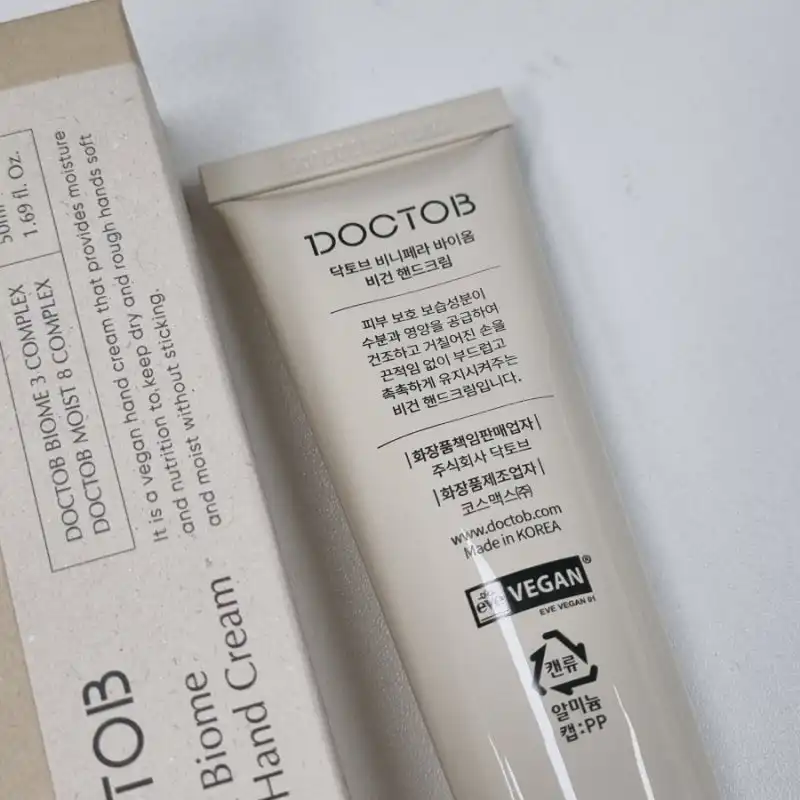 50ml
1.69 fl. Oz.
DOCTOB BIOME 3 COMPLEX
DOCTOB MOIST 8 COMPLEX
It is a vegan hand cream that provides moisture
and nutrition to keep dry and rough hands soft
and moist without sticking.
TOB
Biome
Hand Cream
DOCTOB
닥토브 비니페라 바이옴
비건 핸드크림
피부 보호 보습성분이
수분과 영양을 공급하여
건조하고 거칠어진 손을
끈적임 없이 부드럽고
촉촉하게 유지시켜주는
비건 핸드크림입니다.
|화장품책임판매업자|
주식회사 닥토브
|화장품제조업자|
코스맥스㈜
www.doctob.com
Made in KOREA
eve VEGAN®
EVE VEGAN 01
캔류
알미늄
캡:PP